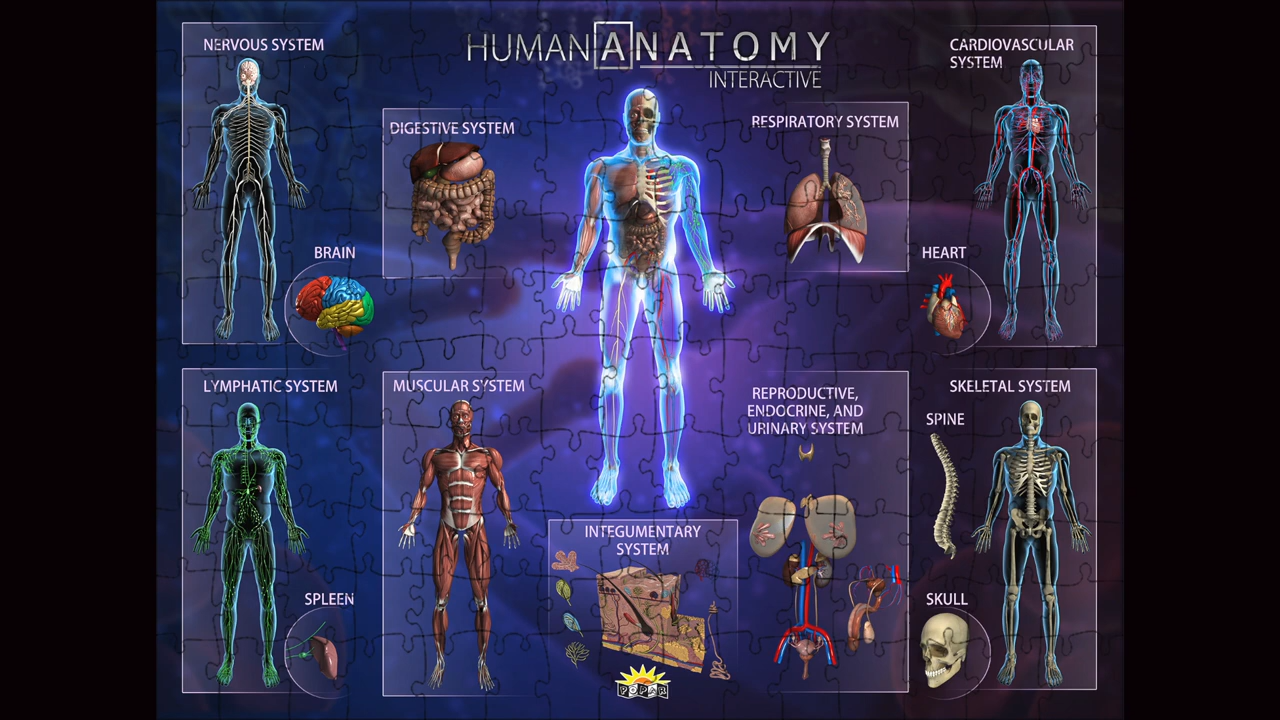 HUMAN ANATOMY
INTERACTIVE
NERVOUS SYSTEM
BRAIN
DIGESTIVE SYSTEM
RESPIRATORY SYSTEM
CARDIOVASCULAR
SYSTEM
HEART
LYMPHATIC SYSTEM
SPLEEN
MUSCULAR SYSTEM
INTEGUMENTARY
SYSTEM
REPRODUCTIVE,
ENDOCRINE, AND
URINARY SYSTEM
SKELETAL SYSTEM
SPINE
SKULL
POPAR